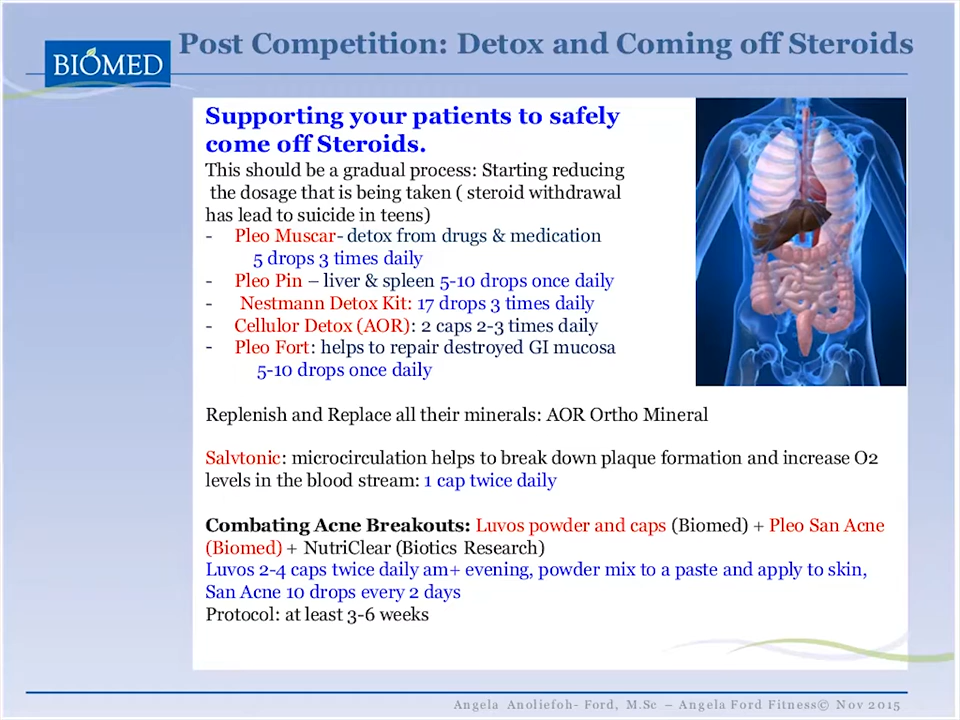 Post Competition: Detox and Coming off Steroids
BIOMED
Supporting your patients to safely
come off Steroids.
This should be a gradual process: Starting reducing
the dosage that is being taken ( steroid withdrawal
has lead to suicide in teens)
- Pleo Muscar- detox from drugs & medication
5 drops 3 times daily
- Pleo Pin – liver & spleen 5-10 drops once daily
- Nestmann Detox Kit: 17 drops 3 times daily
- Cellulor Detox (AOR): 2 caps 2-3 times daily
- Pleo Fort: helps to repair destroyed GI mucosa
5-10 drops once daily
Replenish and Replace all their minerals: AOR Ortho Mineral
Salvtonic: microcirculation helps to break down plaque formation and increase O2
levels in the blood stream: 1 cap twice daily
Combating Acne Breakouts: Luvos powder and caps (Biomed) + Pleo San Acne
(Biomed) + NutriClear (Biotics Research)
Luvos 2-4 caps twice daily am+ evening, powder mix to a paste and apply to skin,
San Acne 10 drops every 2 days
Protocol: at least 3-6 weeks
Angela Anoliefoh- Ford, M.Sc – Angela Ford Fitness© Nov 2015